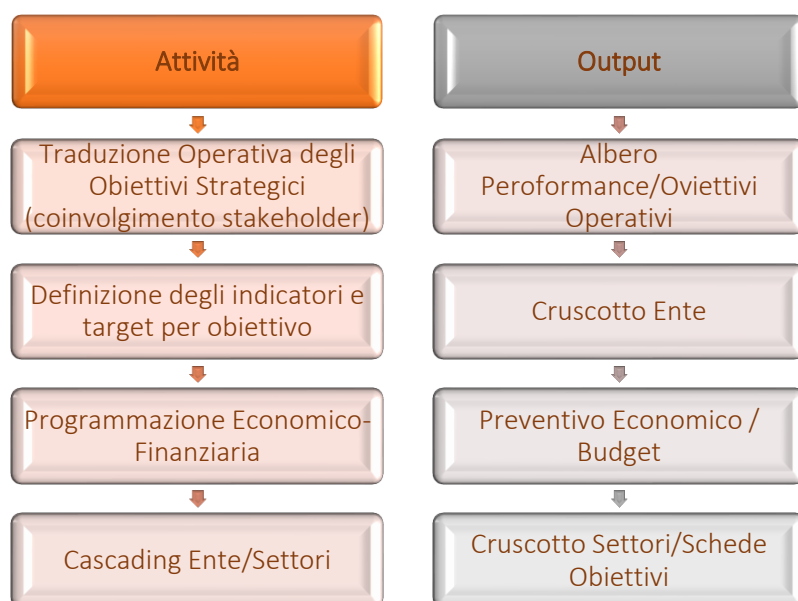 Attività
Traduzione Operativa degli
Obiettivi Strategici
(coinvolgimento stakeholder)
Definizione degli indicatori e
target per obiettivo
Programmazione Economico-
Finanziaria
Cascading Ente/Settori
Output
Albero
Peroformance/Oviettivi
Operativi
Cruscotto Ente
Preventivo Economico /
Budget
Cruscotto Settori/Schede
Obiettivi